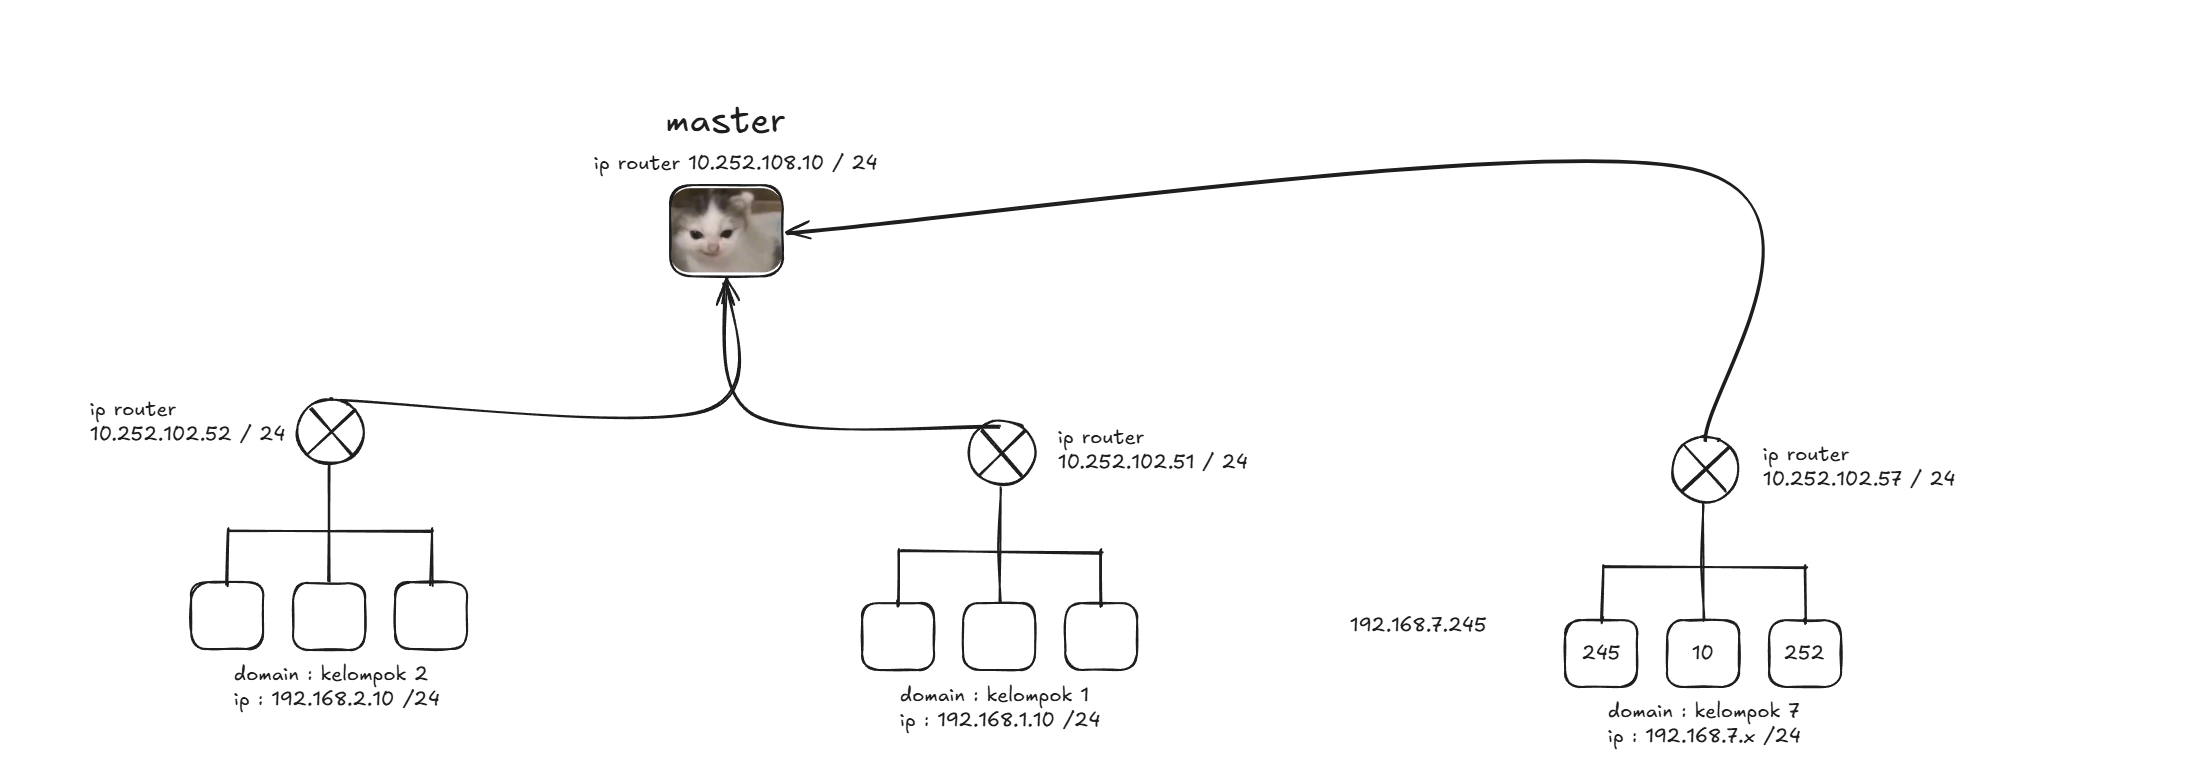 master
ip router 10.252.108.10 / 24
ip router
10.252.102.52 / 24
ip router
10.252.102.51 / 24
ip router
10.252.102.57 / 24
domain : kelompok 2
ip : 192.168.2.10 /24
domain : kelompok 1
ip : 192.168.1.10 /24
192.168.7.245
245
10
252
domain : kelompok 7
ip : 192.168.7.x /24